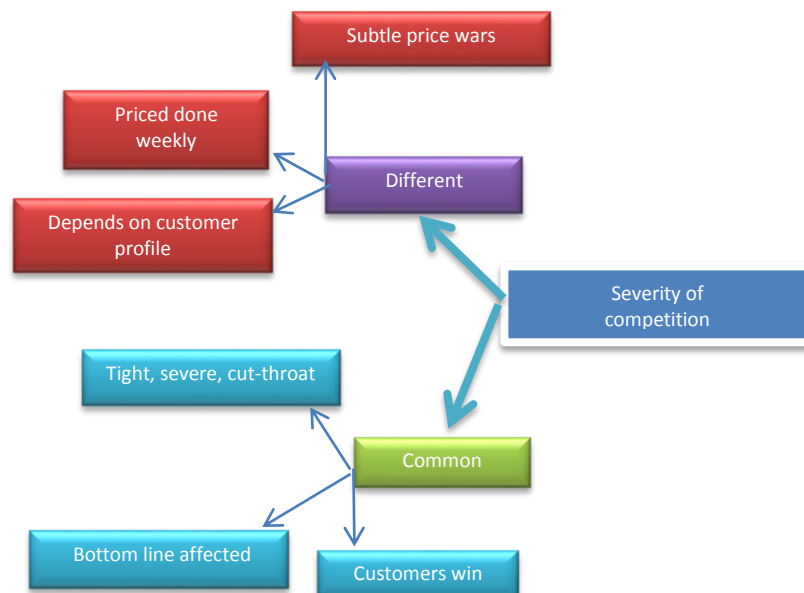 Subtle price wars
Priced done
weekly
Different
Depends on customer
profile
Severity of
competition
Tight, severe, cut-throat
Common
Bottom line affected
Customers win